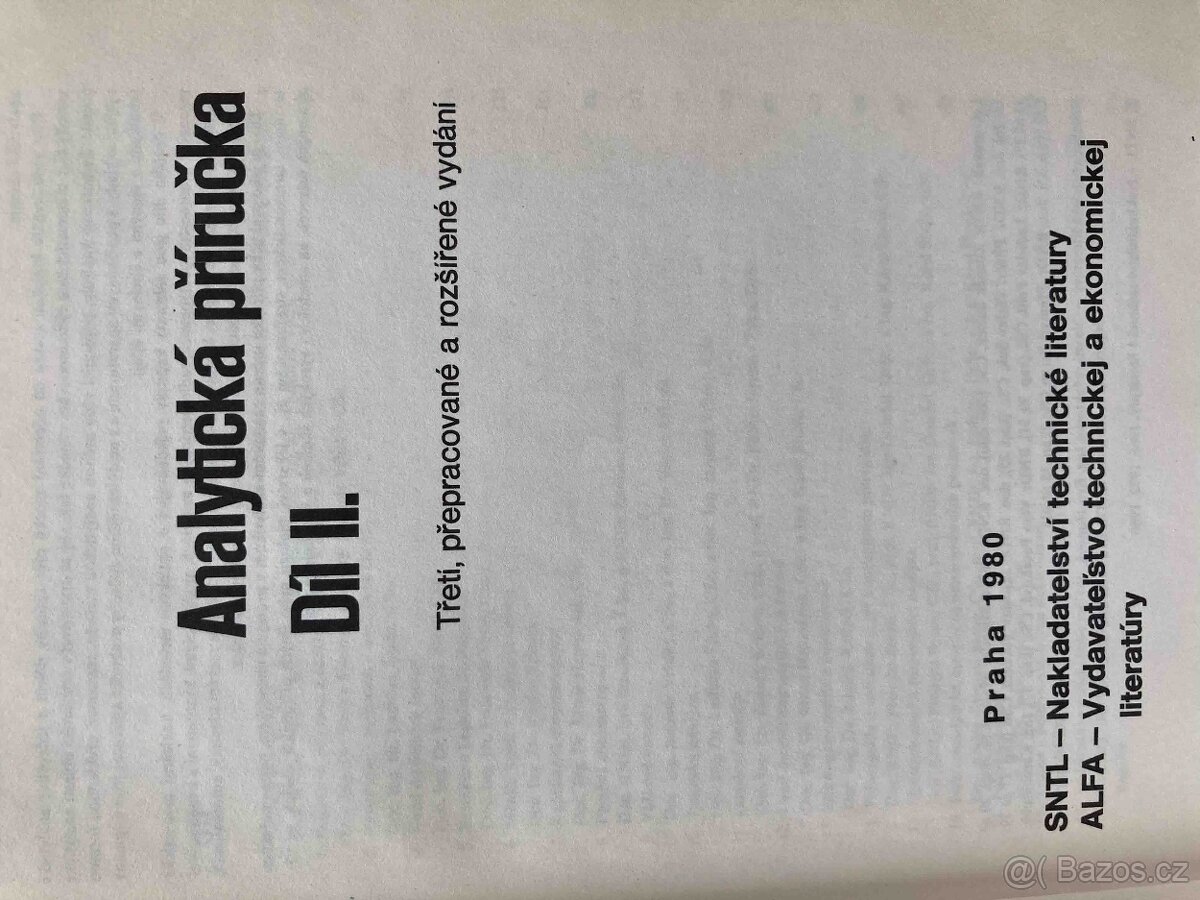 Analytická příručka
Díl II.
Třetí, přepracované a rozšířené vydání
Praha 1980
SNTL – Nakladatelství technické literatury
ALFA – Vydavateľstvo technickej a ekonomickej
literatúry
@( Bazos.cz